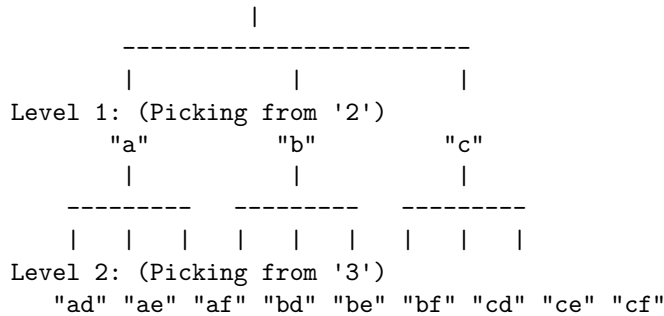 Level 1: (Picking from '2')
"a" "b" "c"
Level 2: (Picking from '3')
"ad" "ae" "af" "bd" "be" "bf" "cd" "ce" "cf"